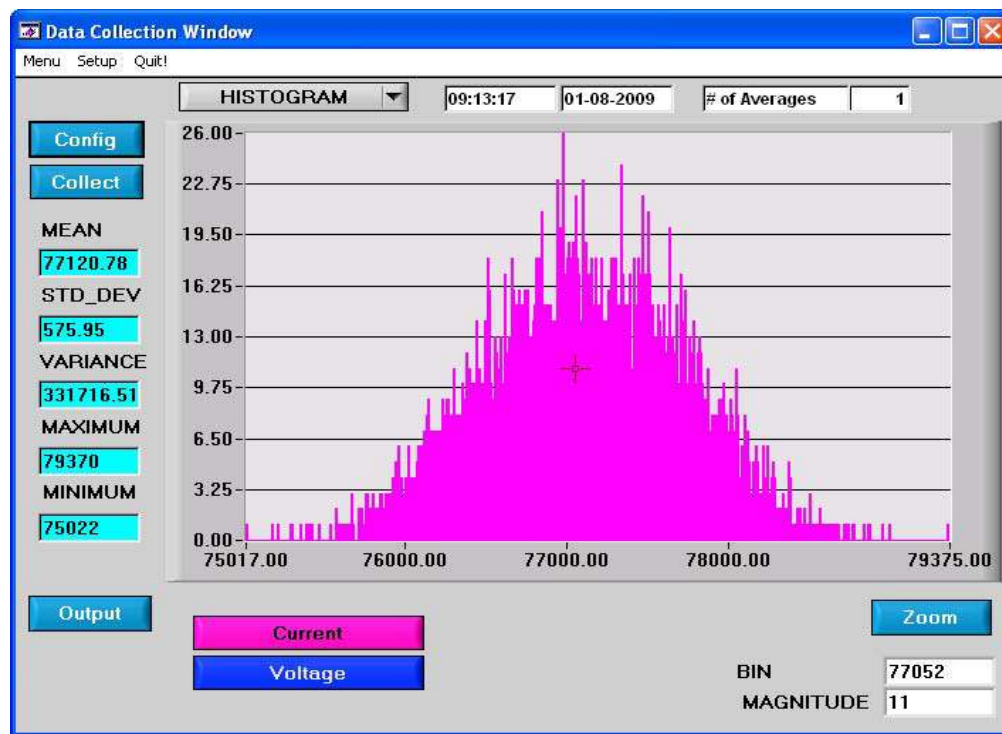 Data Collection Window
Menu Setup Quit!
HISTOGRAM 09:13:17 01-08-2009 # of Averages 1
Config
Collect
MEAN
77120.78
STD_DEV
575.95
VARIANCE
331716.51
MAXIMUM
79370
MINIMUM
75022
26.00
22.75
19.50
16.25
13.00
9.75
6.50
3.25
0.00
75017.00 76000.00 77000.00 78000.00 79375.00
Output
Current
Voltage
Zoom
BIN 77052
MAGNITUDE 11